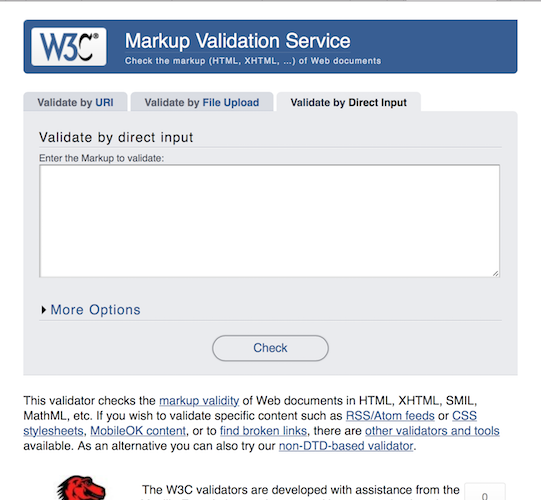 W3C® Markup Validation Service
Check the markup (HTML, XHTML, …) of Web documents
Validate by URI Validate by File Upload Validate by Direct Input
Validate by direct input
Enter the Markup to validate:
More Options
Check
This validator checks the markup validity of Web documents in HTML, XHTML, SMIL,
MathML, etc. If you wish to validate specific content such as RSS/Atom feeds or CSS
stylesheets, MobileOK content, or to find broken links, there are other validators and tools
available. As an alternative you can also try our non-DTD-based validator.
The W3C validators are developed with assistance from the
0